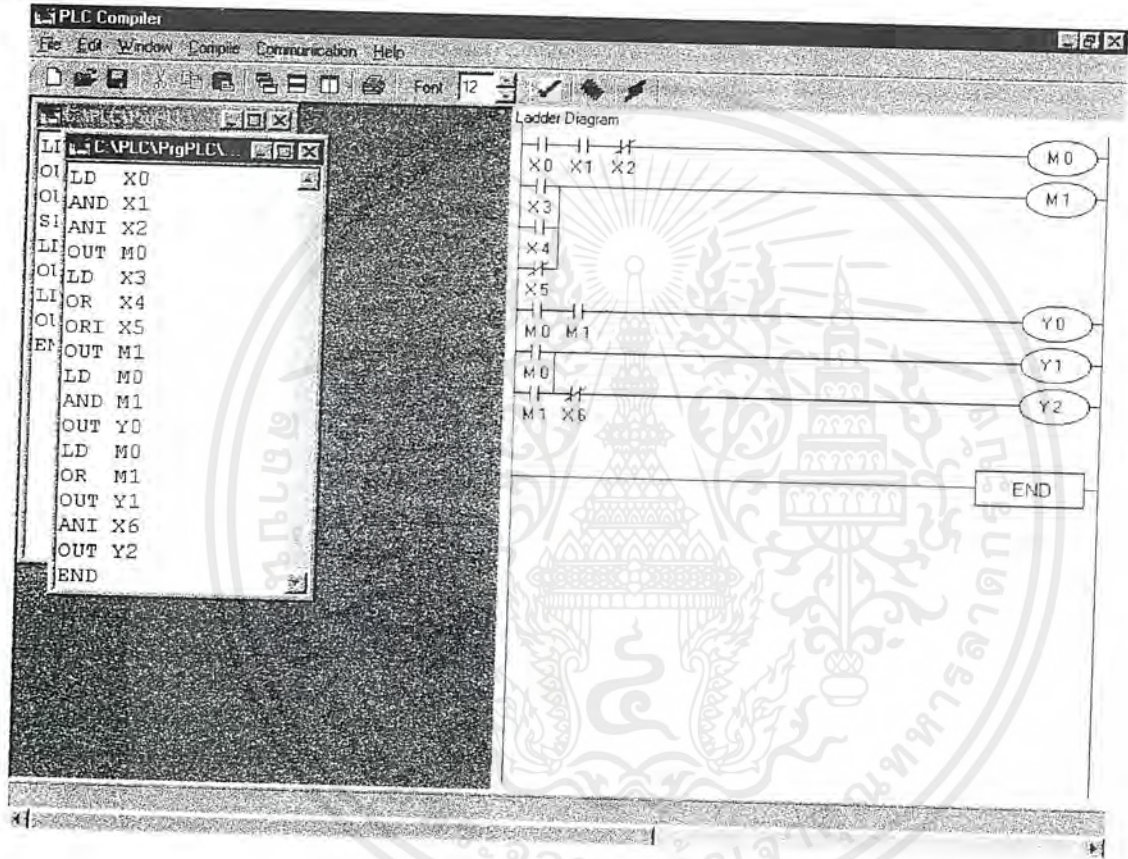 PLC Compiler
File Edit Window Compile Communication Help
Font 12
C:\PLC\PrgPLC\...
LD X0
AND X1
ANI X2
OUT M0
LD X3
OR X4
ORI X5
OUT M1
LD M0
AND M1
OUT Y0
LD M0
OR M1
OUT Y1
ANI X6
OUT Y2
END
Ladder Diagram
X0 X1 X2 M0
X3 M1
X4
X5
M0 M1 Y0
M0 Y1
M1 X6 Y2
END